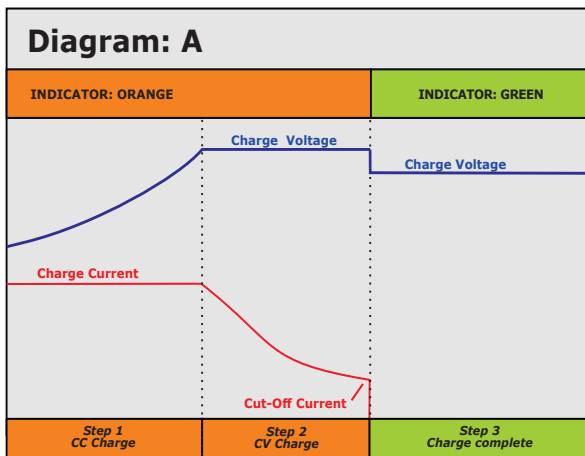 Diagram: A
INDICATOR: ORANGE
INDICATOR: GREEN
Charge Voltage
Charge Voltage
Charge Current
Cut-Off Current
Step 1
CC Charge
Step 2
CV Charge
Step 3
Charge complete